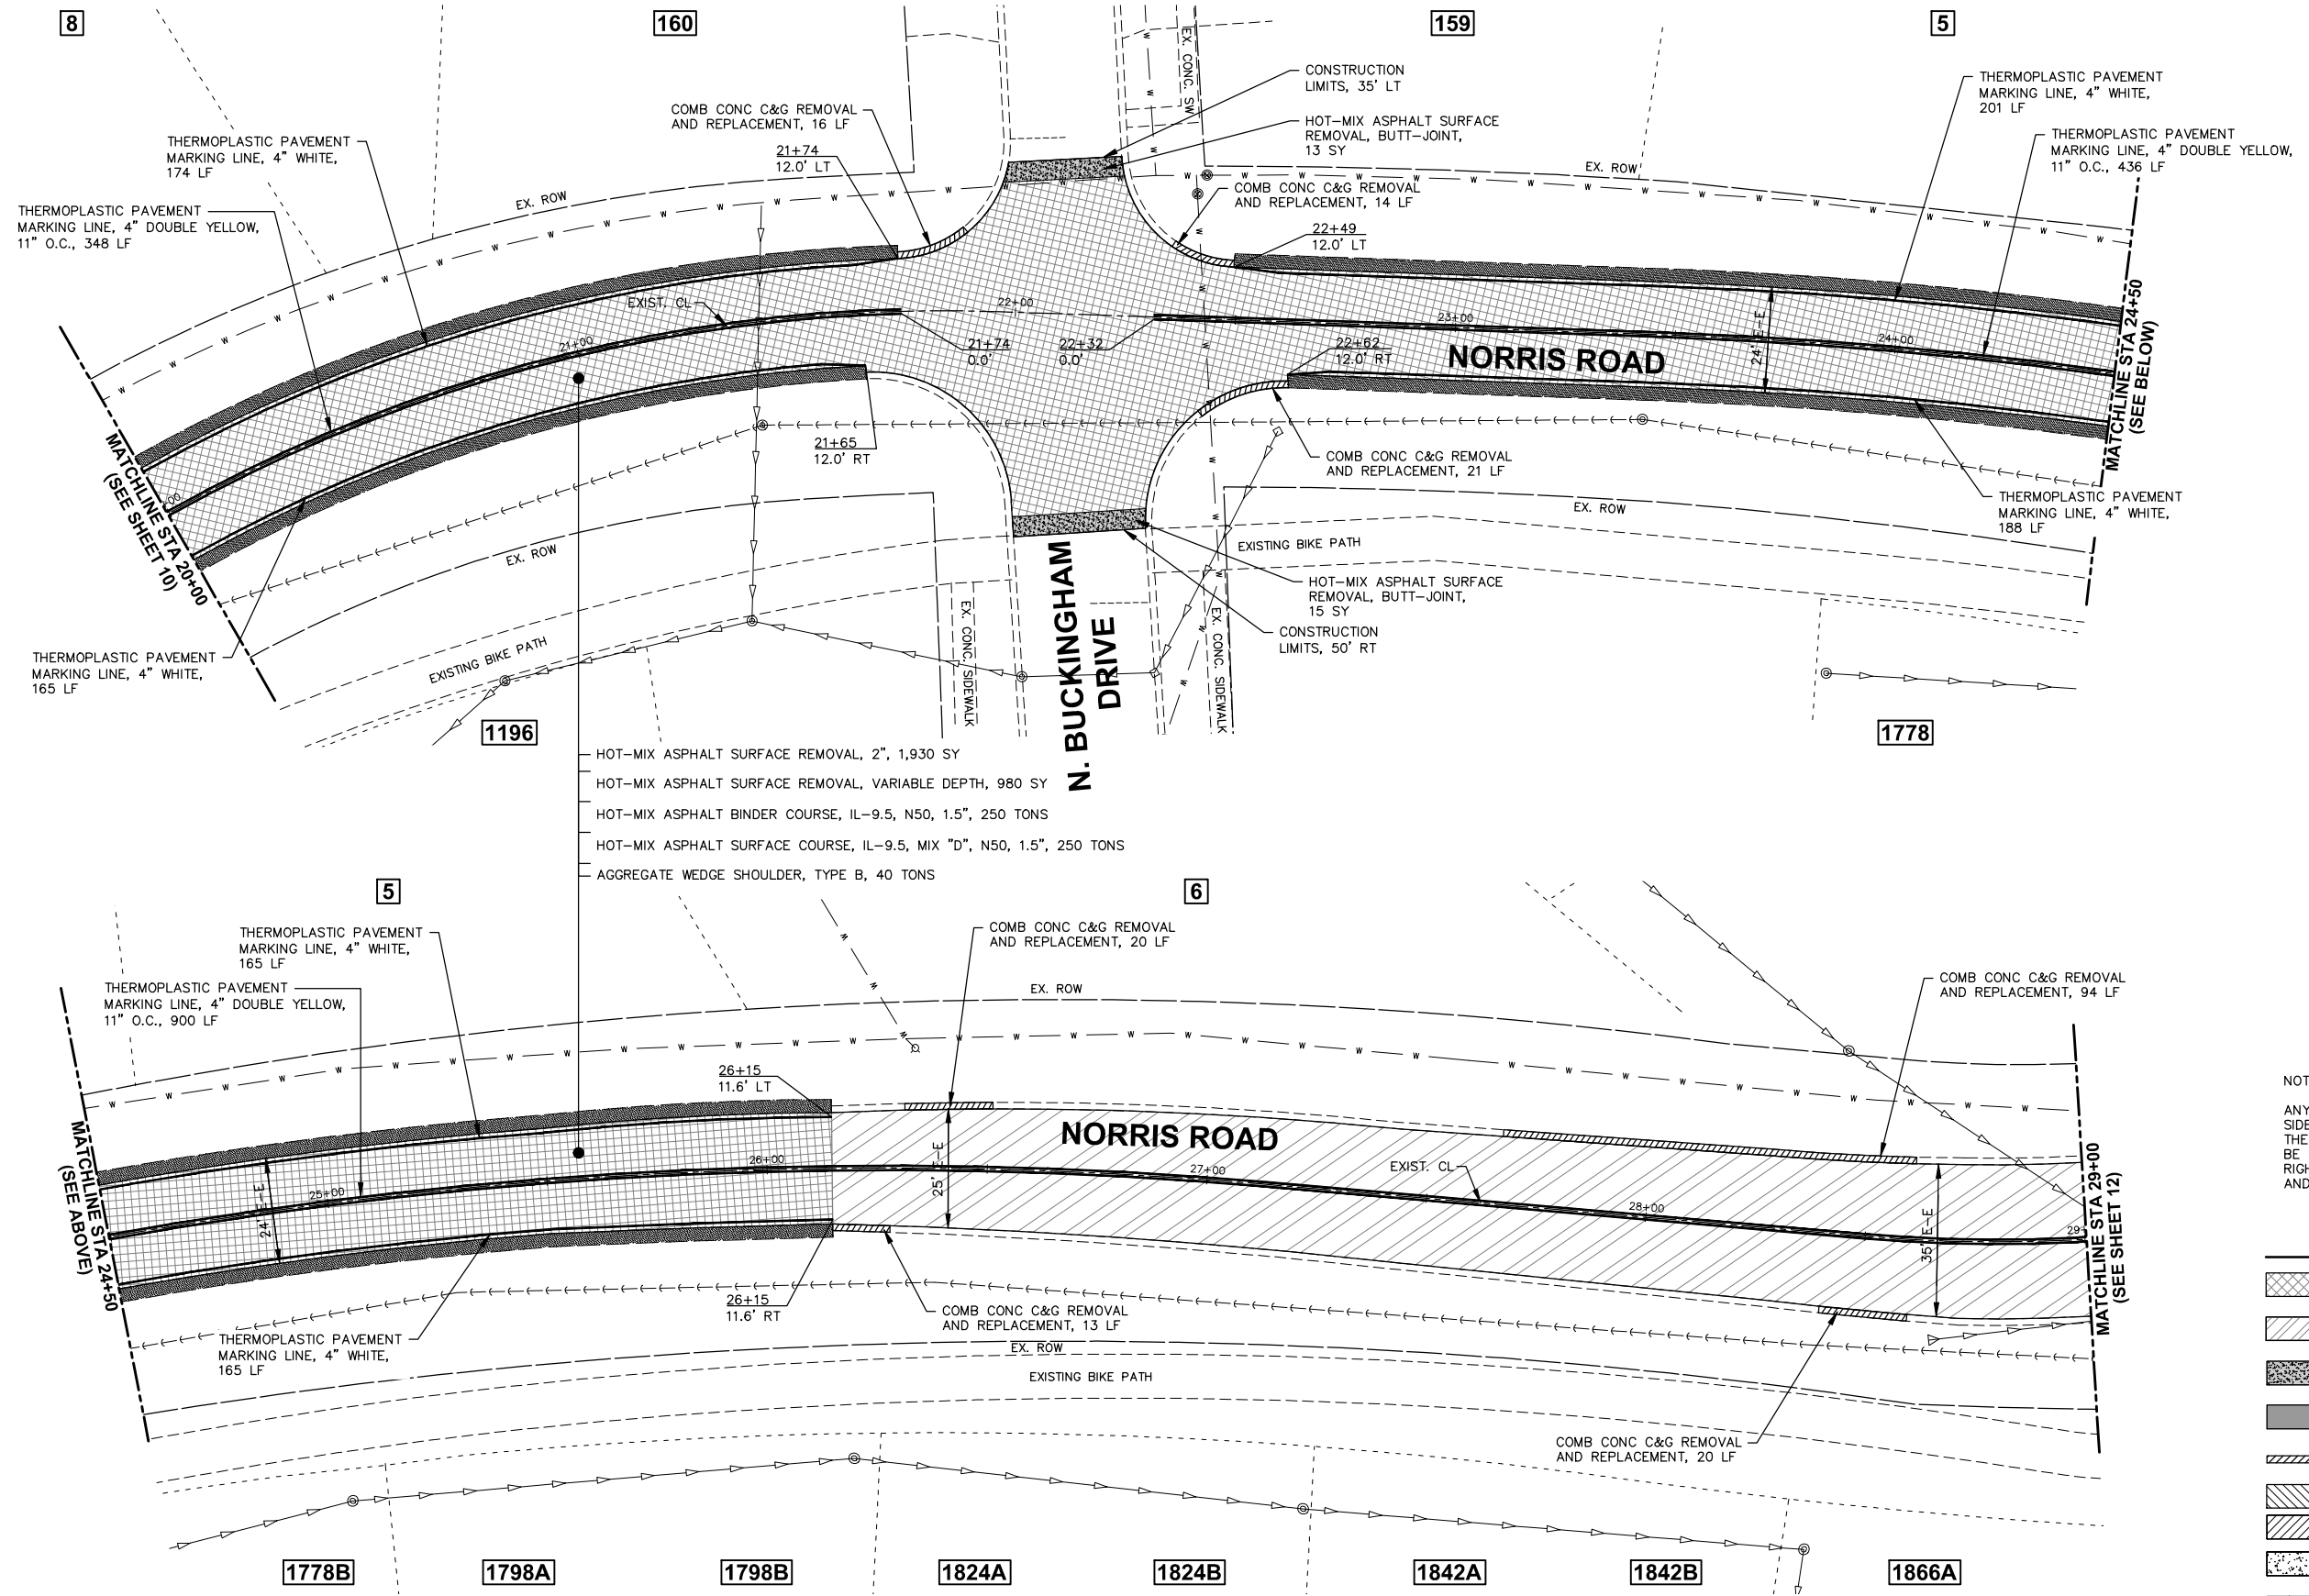 8
160
159
5
CONSTRUCTION
LIMITS, 35' LT
EX. CONC. SW
THERMOPLASTIC PAVEMENT
MARKING LINE, 4" WHITE,
201 LF
COMB CONC C&G REMOVAL
AND REPLACEMENT, 16 LF
HOT-MIX ASPHALT SURFACE
REMOVAL, BUTT-JOINT,
13 SY
THERMOPLASTIC PAVEMENT
MARKING LINE, 4" DOUBLE YELLOW,
11" O.C., 436 LF
THERMOPLASTIC PAVEMENT
MARKING LINE, 4" WHITE,
174 LF
21+74
12.0' LT
EX. ROW
COMB CONC C&G REMOVAL
AND REPLACEMENT, 14 LF
THERMOPLASTIC PAVEMENT
MARKING LINE, 4" DOUBLE YELLOW,
11" O.C., 348 LF
EX. ROW
22+49
12.0' LT
EXIST. CL
22+00
21+00
21+74
0.0'
22+32
0.0'
22+62
12.0' RT
23+00
24+00
NORRIS ROAD
24' E-E
MATCHLINE STA 24+50
(SEE BELOW)
21+65
12.0' RT
MATCHLINE STA 20+00
(SEE SHEET 10)
COMB CONC C&G REMOVAL
AND REPLACEMENT, 21 LF
THERMOPLASTIC PAVEMENT
MARKING LINE, 4" WHITE,
188 LF
EX. ROW
EX. ROW
EXISTING BIKE PATH
HOT-MIX ASPHALT SURFACE
REMOVAL, BUTT-JOINT,
15 SY
CONSTRUCTION
LIMITS, 50' RT
EX. CONC. SIDEWALK
EX. CONC. SIDEWALK
N. BUCKINGHAM
DRIVE
THERMOPLASTIC PAVEMENT
MARKING LINE, 4" WHITE,
165 LF
EXISTING BIKE PATH
1196
1778
HOT-MIX ASPHALT SURFACE REMOVAL, 2", 1,930 SY
HOT-MIX ASPHALT SURFACE REMOVAL, VARIABLE DEPTH, 980 SY
HOT-MIX ASPHALT BINDER COURSE, IL-9.5, N50, 1.5", 250 TONS
HOT-MIX ASPHALT SURFACE COURSE, IL-9.5, MIX "D", N50, 1.5", 250 TONS
AGGREGATE WEDGE SHOULDER, TYPE B, 40 TONS
5
6
THERMOPLASTIC PAVEMENT
MARKING LINE, 4" WHITE,
165 LF
COMB CONC C&G REMOVAL
AND REPLACEMENT, 20 LF
THERMOPLASTIC PAVEMENT
MARKING LINE, 4" DOUBLE YELLOW,
11" O.C., 900 LF
EX. ROW
COMB CONC C&G REMOVAL
AND REPLACEMENT, 94 LF
26+15
11.6' LT
NORRIS ROAD
EXIST. CL
25+00
26+00
27+00
28+00
24' E-E
25' E-E
35' E-E
MATCHLINE STA 24+50
(SEE ABOVE)
MATCHLINE STA 29+00
(SEE SHEET 12)
26+15
11.6' RT
COMB CONC C&G REMOVAL
AND REPLACEMENT, 13 LF
THERMOPLASTIC PAVEMENT
MARKING LINE, 4" WHITE,
165 LF
EX. ROW
EXISTING BIKE PATH
COMB CONC C&G REMOVAL
AND REPLACEMENT, 20 LF
1778B
1798A
1798B
1824A
1824B
1842A
1842B
1866A
NOT
ANY
SIDE
THE
BE
RIGH
AND